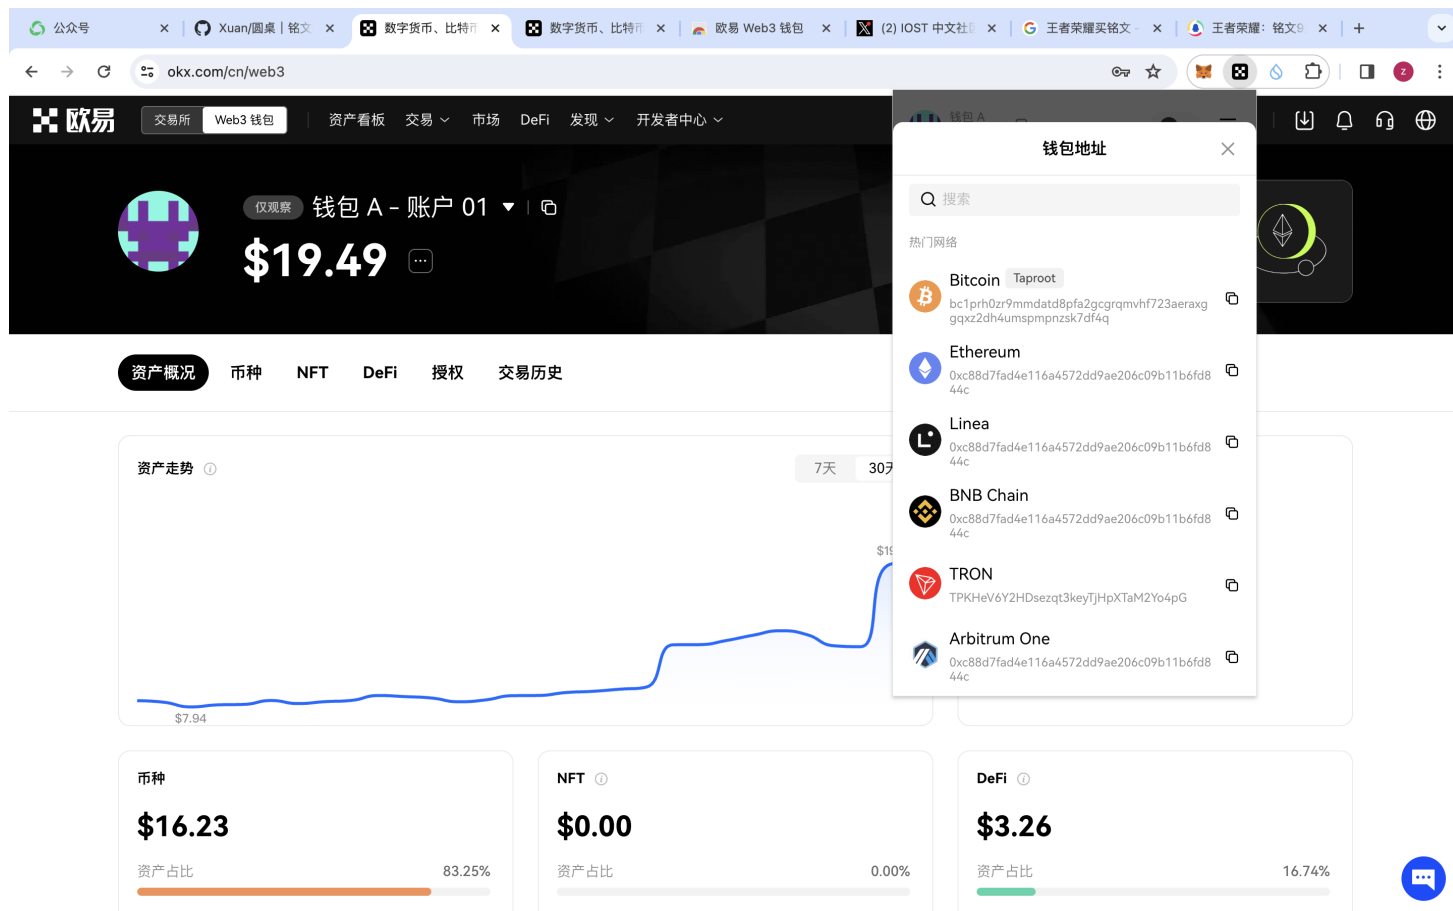 公众号
Xuan/圆桌 | 铭文
数字货币、比特币
数字货币、比特币
欧易 Web3 钱包
(2) IOST 中文社区
王者荣耀买铭文 -
王者荣耀：铭文9
okx.com/cn/web3
z
欧易
交易所
Web3 钱包
资产看板
交易
市场
DeFi
发现
开发者中心
钱包 A
仅观察
钱包 A - 账户 01
$19.49
资产概况
币种
NFT
DeFi
授权
交易历史
资产走势
7天
30天
$19
$7.94
钱包地址
搜索
热门网络
Bitcoin
Taproot
bc1prh0zr9mmdatd8pfa2gcgrqmvhf723aeraxg
gqxz2dh4umspmpnzsk7df4q
Ethereum
0xc88d7fad4e116a4572dd9ae206c09b11b6fd8
44c
Linea
0xc88d7fad4e116a4572dd9ae206c09b11b6fd8
44c
BNB Chain
0xc88d7fad4e116a4572dd9ae206c09b11b6fd8
44c
TRON
TPKHeV6Y2HDsezqt3keyTjHpXTaM2Yo4pG
Arbitrum One
0xc88d7fad4e116a4572dd9ae206c09b11b6fd8
44c
币种
$16.23
资产占比
83.25%
NFT
$0.00
资产占比
0.00%
DeFi
$3.26
资产占比
16.74%